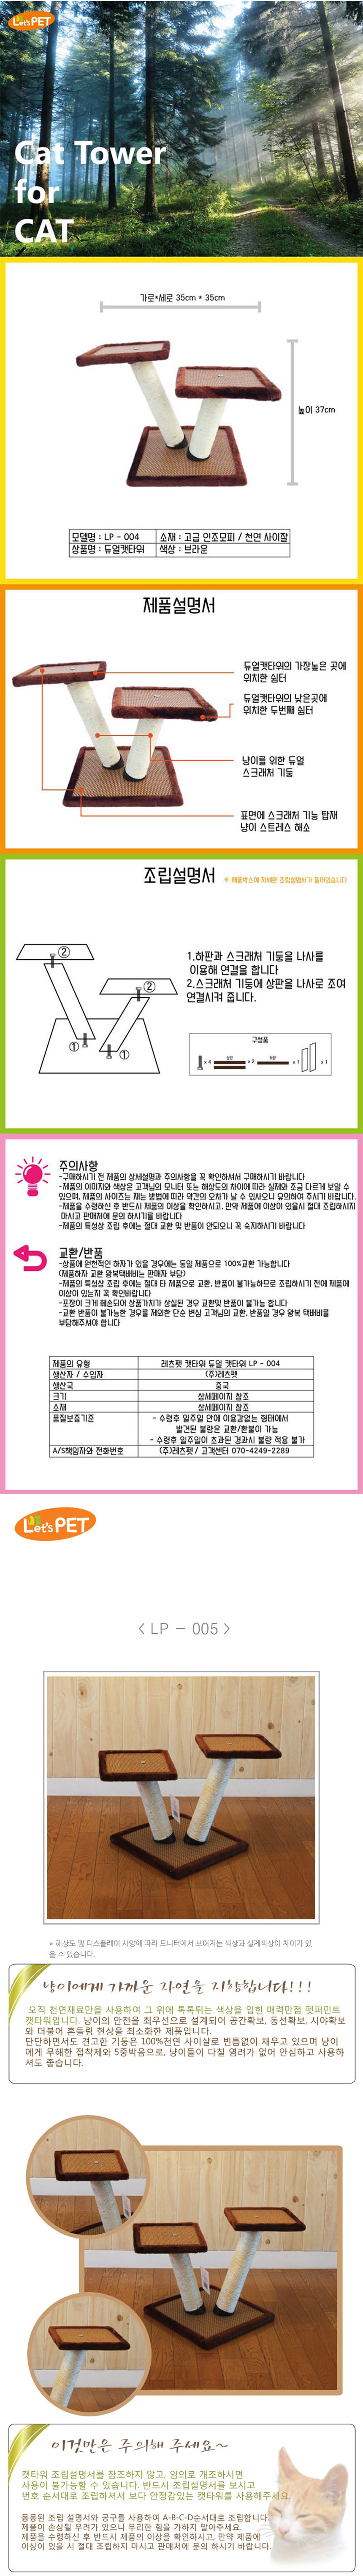 Let's PET
Cat Tower
for
CAT
가로*세로 35cm * 35cm
높이 37cm
모델명 : LP - 004
소재 : 고급 인조모피 / 천연 사이잘
상품명 : 듀얼캣타워
색상 : 브라운
제품설명서
듀얼캣타워의 가장높은 곳에
위치한 쉼터
듀얼캣타워의 낮은곳에
위치한 두번째 쉼터
냥이를 위한 듀얼
스크래처 기둥
표면에 스크래처 기능 탑재
냥이 스트레스 해소
조립설명서
* 제품박스에 자세한 조립설명서가 들어있습니다
②
②
①
①
1.하판과 스크래처 기둥을 나사를
이용해 연결을 합니다
2.스크래처 기둥에 상판을 나사로 조여
연결시켜 줍니다.
구성품
x 4
상판
x 2
하판
x 1
x 1
주의사항
-구매하시기 전 제품의 상세설명과 주의사항을 꼭 확인하셔서 구매하시기 바랍니다
-제품의 이미지와 색상은 고객님의 모니터 또는 해상도의 차이에 따라 실제와 조금 다르게 보일 수
있으며, 제품의 사이즈는 재는 방법에 따라 약간의 오차가 날 수 있사오니 유의하여 주시기 바랍니다.
-제품을 수령하신 후 반드시 제품의 이상을 확인하시고, 만약 제품에 이상이 있을시 절대 조립하시지
마시고 판매처에 문의 하시기를 바랍니다
-제품의 특성상 조립 후에는 절대 교환 및 반품이 안되오니 꼭 숙지하시기 바랍니다
교환/반품
-상품에 완전적인 하자가 있을 경우에는 동일 제품으로 100%교환 가능합니다
(제품하자 교환 왕복택배비는 판매자 부담)
-제품의 특성상 조립 후에는 절대 타 제품으로 교환, 반품이 불가능하므로 조립하시기 전에 제품에
이상이 있는지 꼭 확인바랍니다
-포장이 크게 훼손되어 상품가치가 상실된 경우 교환및 반품이 불가능 합니다
-교환 반품이 불가능한 경우를 제외한 단순 변심 고객님의 교환, 반품일 경우 왕복 택배비를
부담해주셔야 합니다
제품의 유형
레츠펫 캣타워 듀얼 캣타워 LP - 004
생산자 / 수입자
(주)레츠펫
생산국
중국
크기
상세페이지 참조
소재
상세페이지 참조
품질보증기준
- 수령후 일주일 안에 이용감없는 형태에서
발견된 불량은 교환/환불이 가능
- 수령후 일주일이 초과된 경과시 불량 적용 불가
A/S책임자와 전화번호
(주)레츠펫 / 고객센터 070-4249-2289
Let's PET
< LP - 005 >
* 해상도 및 디스플레이 사양에 따라 모니터에서 보여지는 색상과 실제색상이 차이가 있
을 수 있습니다.
냥이에게 가까운 자연을 지향합니다!!!
오직 천연재료만을 사용하여 그 위에 톡톡튀는 색상을 입힌 매력만점 펫퍼민트
캣타워입니다. 냥이의 안전을 최우선으로 설계되어 공간확보, 동선확보, 시야확보
와 더불어 흔들림 현상을 최소화한 제품입니다.
단단하면서도 견고한 기둥은 100%천연 사이살로 빈틈없이 채우고 있으며 냥이
에게 무해한 접착제와 5중박음으로, 냥이들이 다칠 염려가 없어 안심하고 사용하
셔도 좋습니다.
이것만은 주의해 주세요~
캣타워 조립설명서를 참조하지 않고, 임의로 개조하시면
사용이 불가능할 수 있습니다. 반드시 조립설명서를 보시고
번호 순서대로 조립하셔서 보다 안정감있는 캣타워를 사용해주세요.
동봉된 조립 설명서와 공구를 사용하여 A-B-C-D순서대로 조립합니다.
제품이 손상될 우려가 있으니 무리한 힘을 가하지 말아주세요.
제품을 수령하신 후 반드시 제품의 이상을 확인하시고, 만약 제품에
이상이 있을 시 절대 조립하지 마시고 판매처에 문의 하시기 바랍니다.